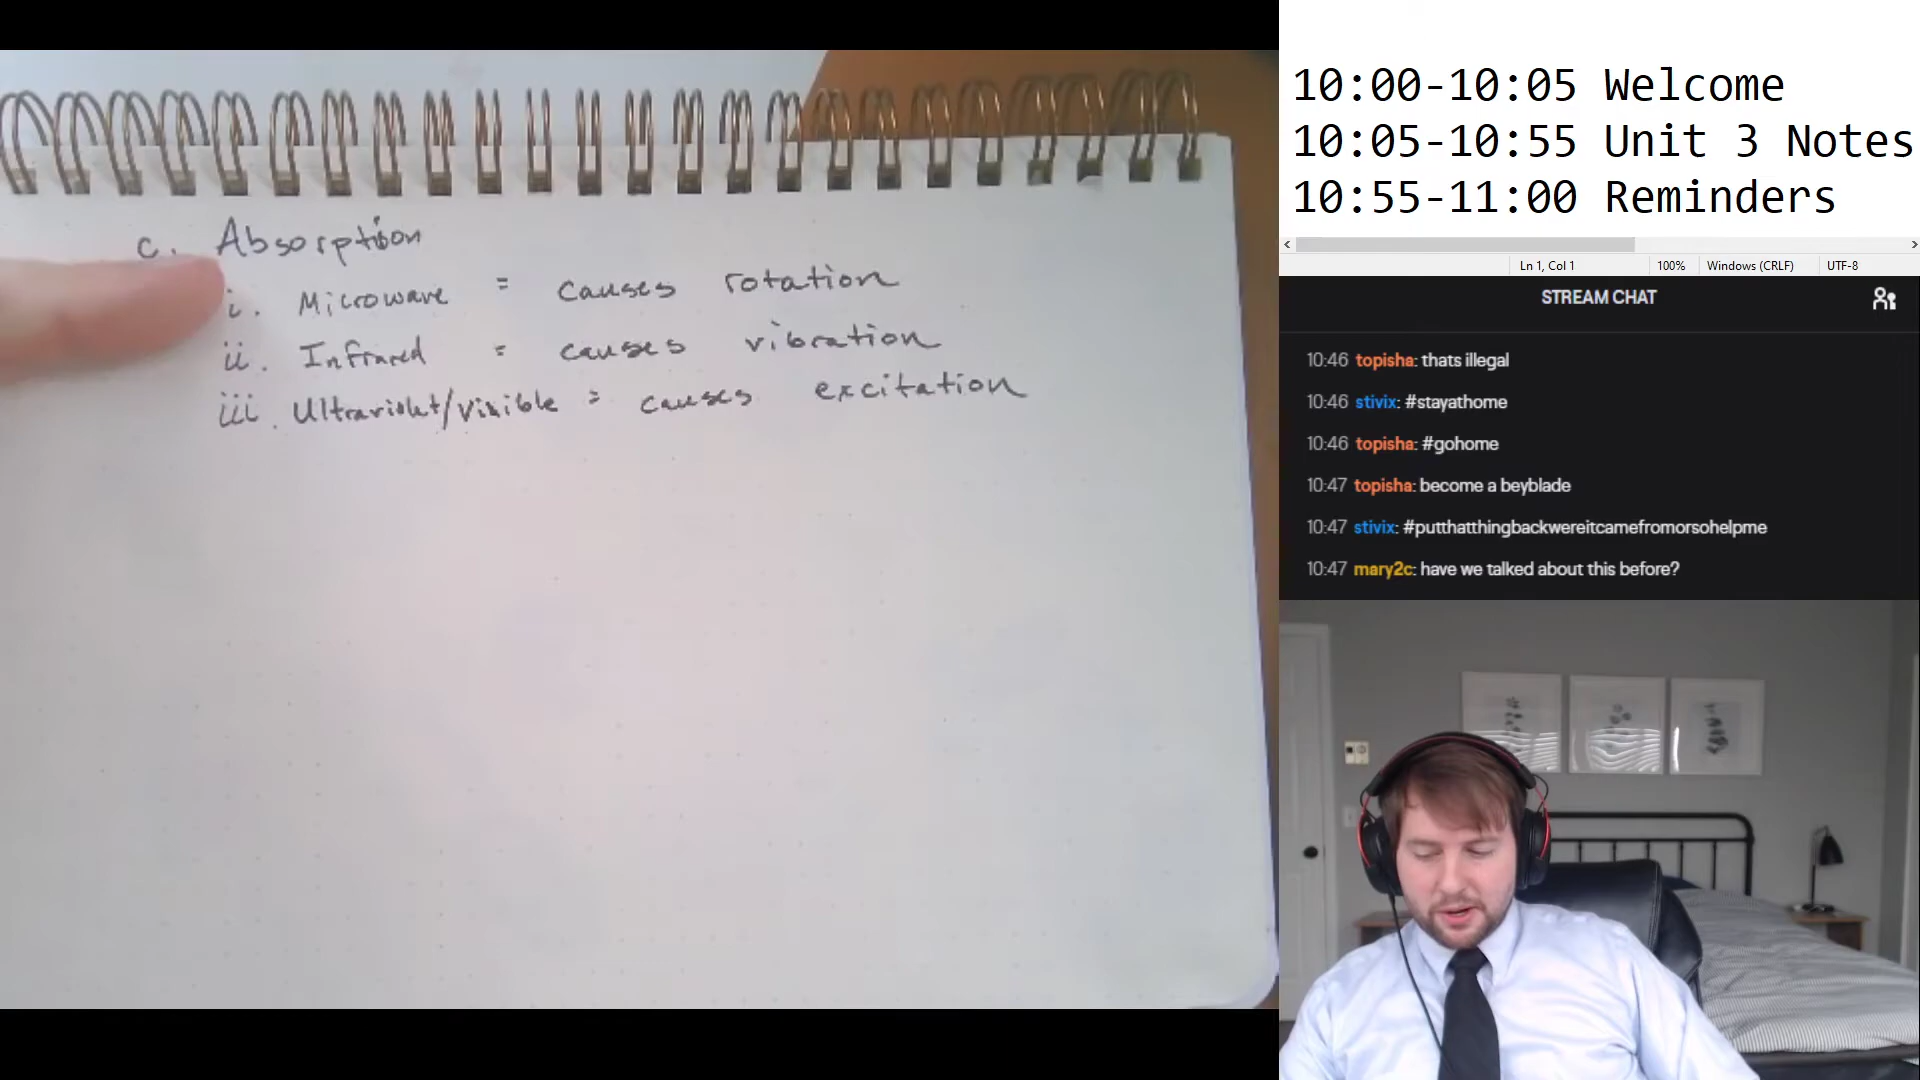 c. Absorption
i. Microwave = causes rotation
ii. Infrared = causes vibration
iii. Ultraviolet/visible = causes excitation
10:00-10:05 Welcome
10:05-10:55 Unit 3 Notes
10:55-11:00 Reminders
Ln 1, Col 1 100% Windows (CRLF) UTF-8
STREAM CHAT
10:46 topisha: thats illegal
10:46 stivix: #stayathome
10:46 topisha: #gohome
10:47 topisha: become a beyblade
10:47 stivix: #putthatthingbackwereitcamefromorsohelpme
10:47 mary2c: have we talked about this before?